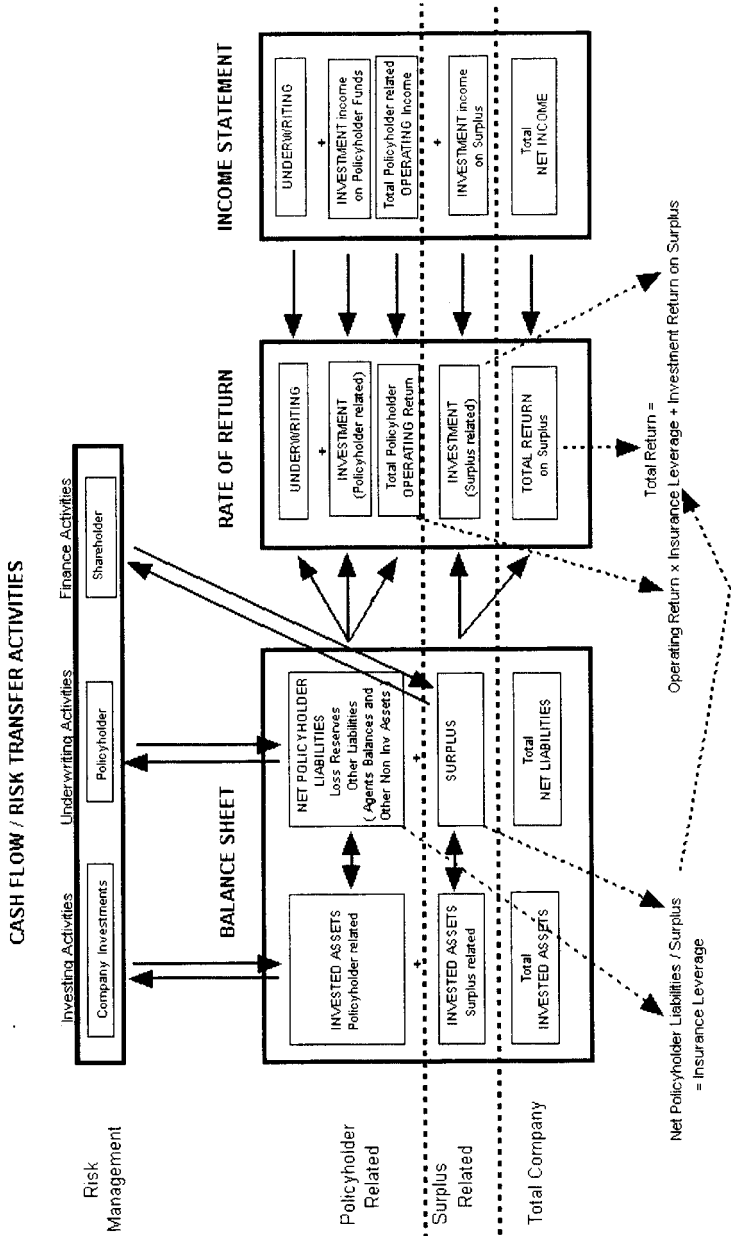 CASH FLOW / RISK TRANSFER ACTIVITIES
Risk
Management
Investing Activities
Underwriting Activities
Finance Activities
Company Investments
Policyholder
Shareholder
BALANCE SHEET
RATE OF RETURN
INCOME STATEMENT
Policyholder
Related
INVESTED ASSETS
Policyholder related
NET POLICYHOLDER
LIABILITIES
Loss Reserves
Other Liabilities
( Agents Balances and
Other Non Inv Assets )
UNDERWRITING
+
INVESTMENT
(Policyholder related)
Total Policyholder
OPERATING Return
UNDERWRITING
+
INVESTMENT income
on Policyholder Funds
Total Policyholder related
OPERATING Income
+
+
+
Surplus
Related
INVESTED ASSETS
Surplus related
SURPLUS
INVESTMENT
(Surplus related)
INVESTMENT income
on Surplus
Total Company
Total
INVESTED ASSETS
Total
NET LIABILITIES
TOTAL RETURN
on Surplus
Total
NET INCOME
Net Policyholder Liabilities / Surplus
= Insurance Leverage
Total Return =
Operating Return x Insurance Leverage + Investment Return on Surplus